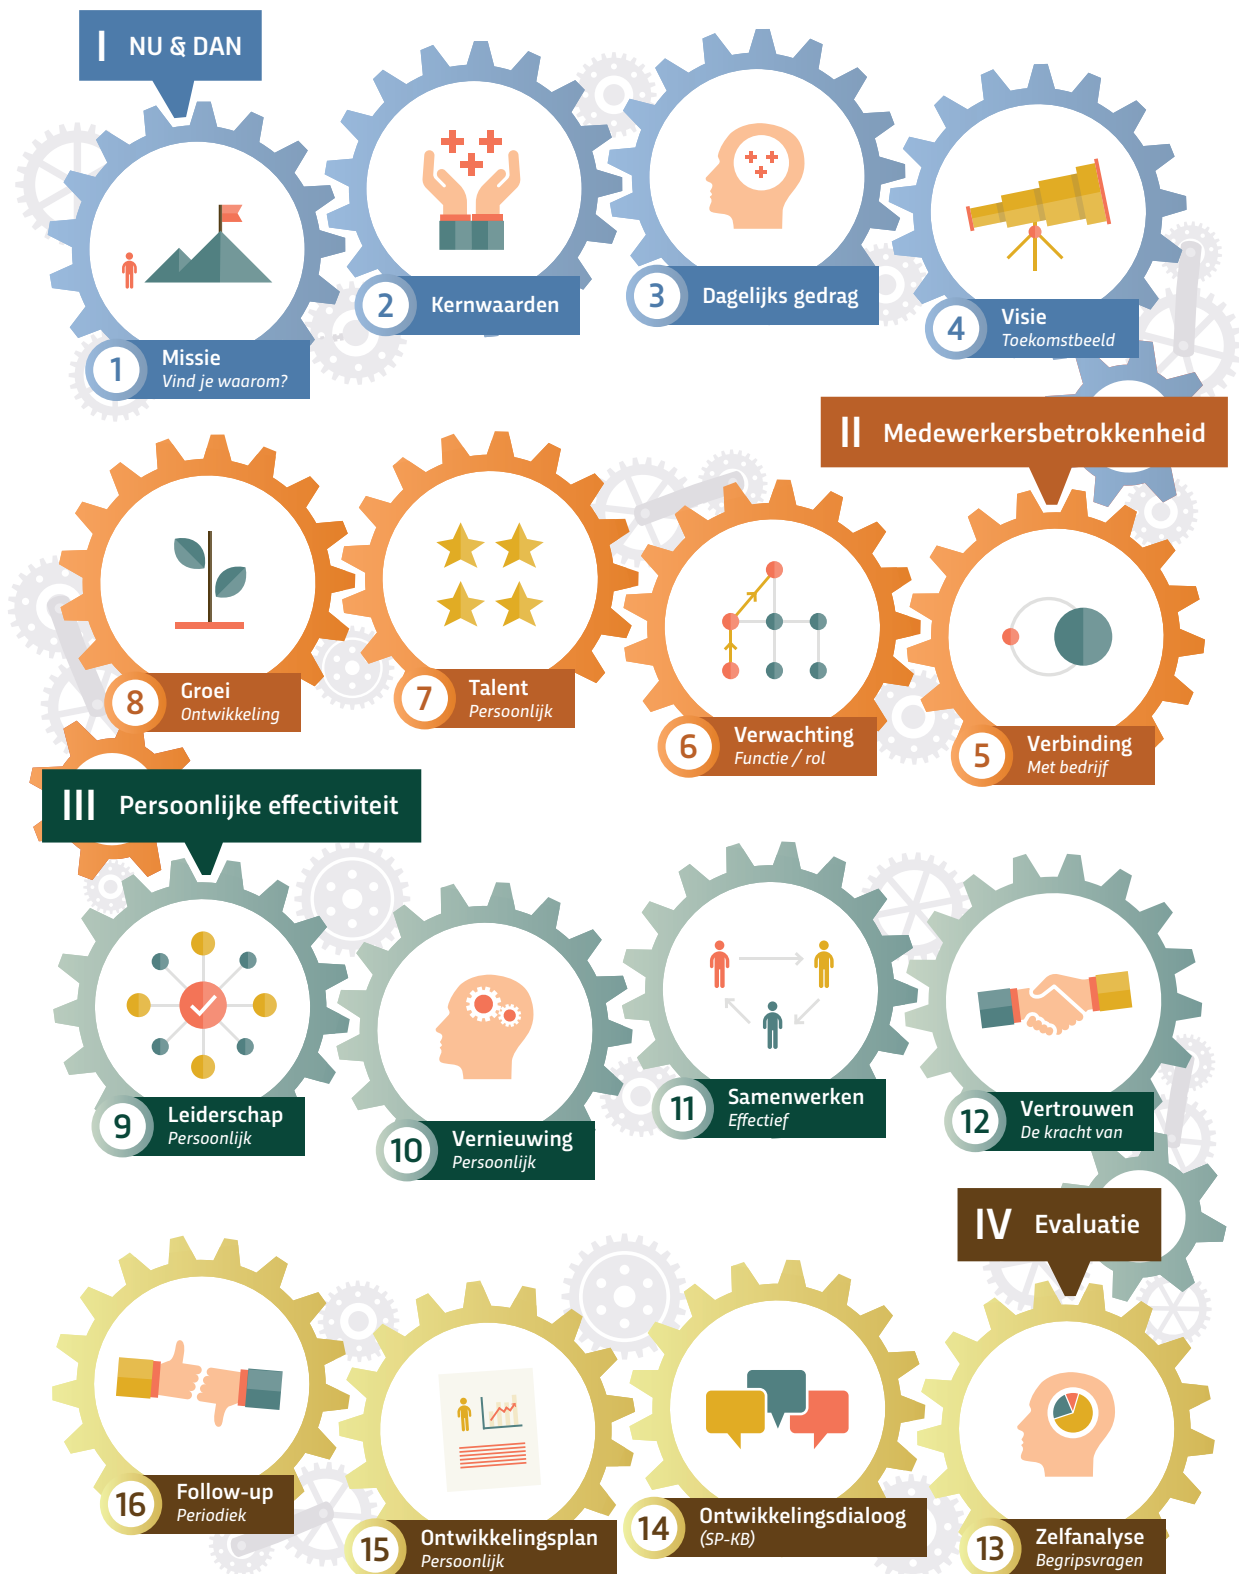 I NU & DAN
1 Missie
Vind je waarom?
2 Kernwaarden
3 Dagelijks gedrag
4 Visie
Toekomstbeeld
II Medewerkersbetrokkenheid
5 Verbinding
Met bedrijf
6 Verwachting
Functie / rol
7 Talent
Persoonlijk
8 Groei
Ontwikkeling
III Persoonlijke effectiviteit
9 Leiderschap
Persoonlijk
10 Vernieuwing
Persoonlijk
11 Samenwerken
Effectief
12 Vertrouwen
De kracht van
IV Evaluatie
13 Zelfanalyse
Begripsvragen
14 Ontwikkelingsdialoog
(SP-KB)
15 Ontwikkelingsplan
Persoonlijk
16 Follow-up
Periodiek